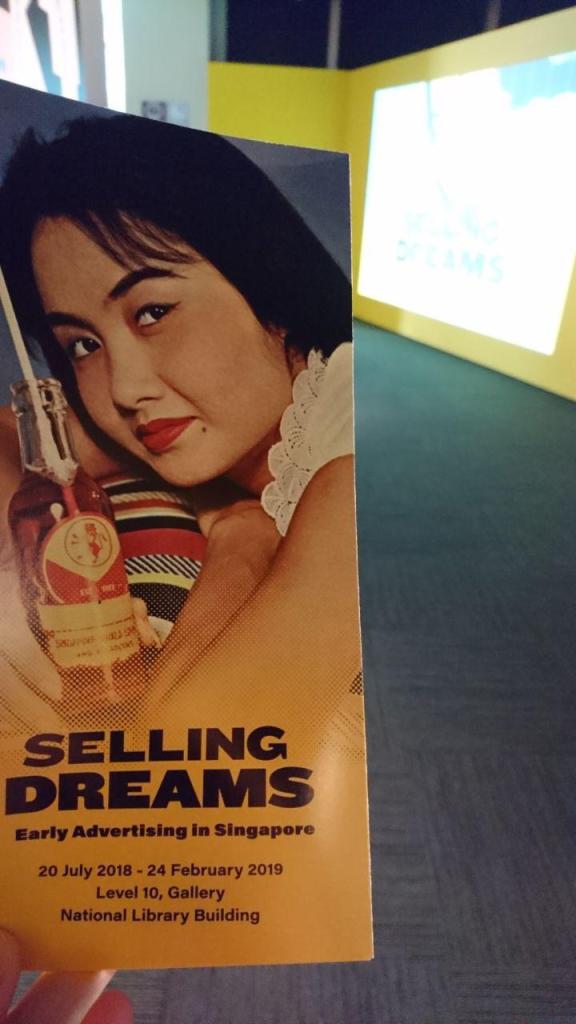 SELLING
DREAMS
SELLING
DREAMS
Early Advertising in Singapore
20 July 2018 - 24 February 2019
Level 10, Gallery
National Library Building